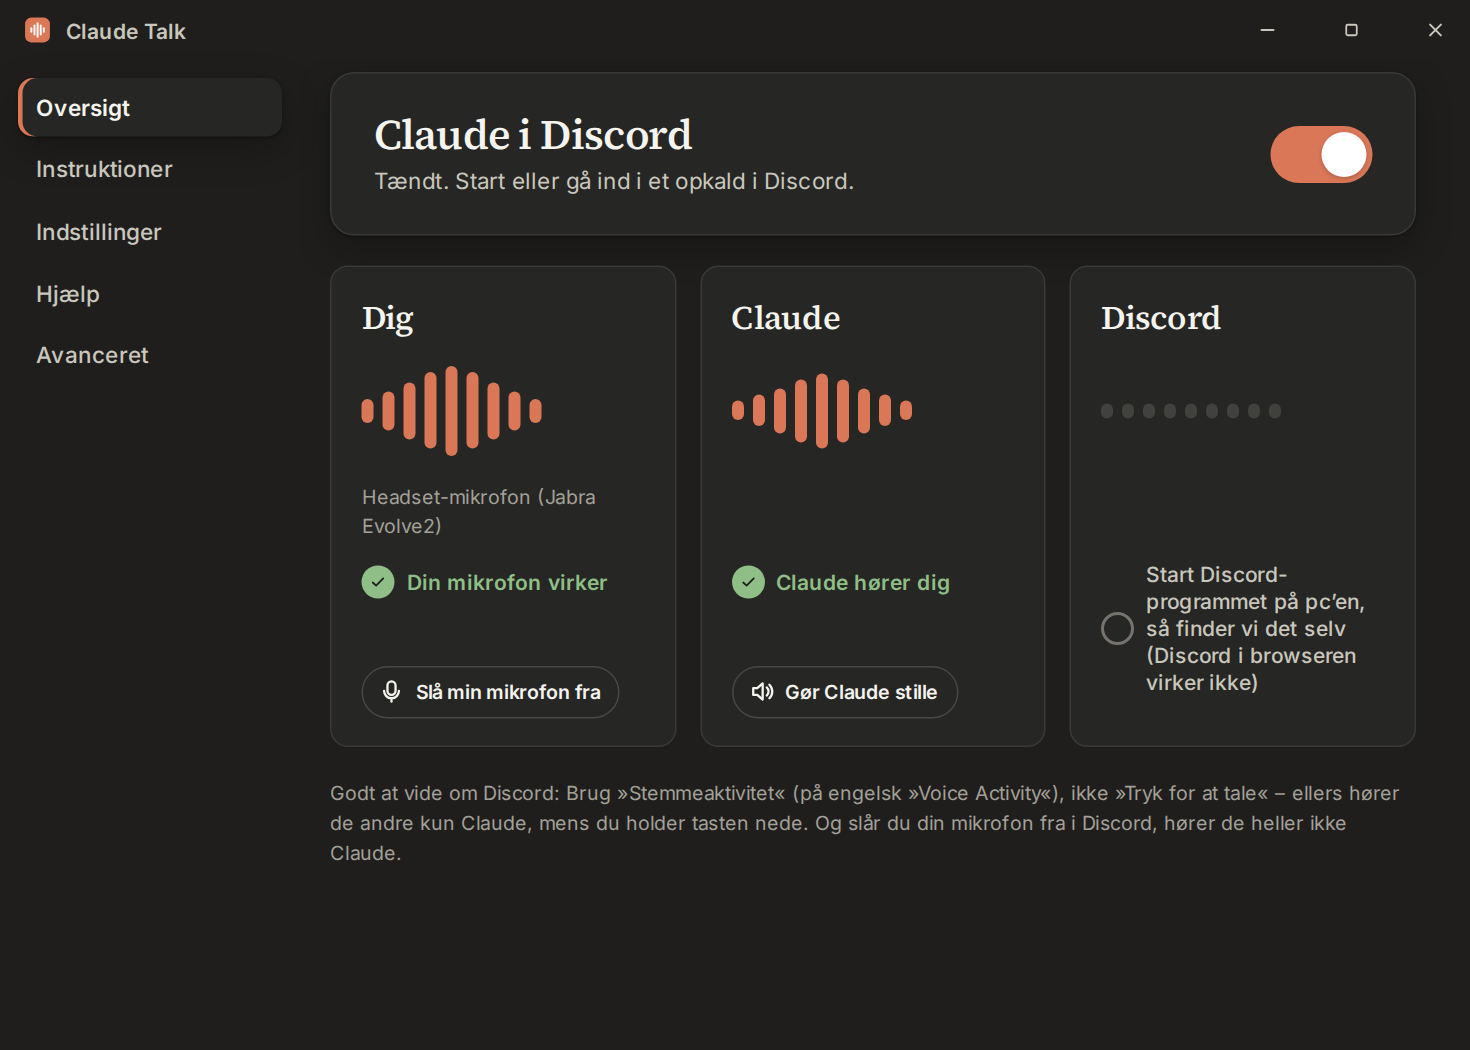 Claude Talk
Oversigt
Instruktioner
Indstillinger
Hjælp
Avanceret
Claude i Discord
Tændt. Start eller gå ind i et opkald i Discord.
Dig
Headset-mikrofon (Jabra
Evolve2)
Din mikrofon virker
Slå min mikrofon fra
Claude
Claude hører dig
Gør Claude stille
Discord
Start Discord-
programmet på pc’en,
så finder vi det selv
(Discord i browseren
virker ikke)
Godt at vide om Discord: Brug »Stemmeaktivitet« (på engelsk »Voice Activity«), ikke »Tryk for at tale« – ellers hører
de andre kun Claude, mens du holder tasten nede. Og slår du din mikrofon fra i Discord, hører de heller ikke
Claude.